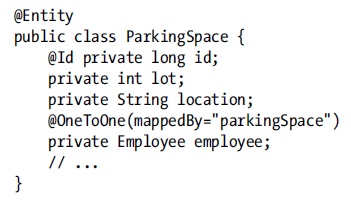 @Entity
public class ParkingSpace {
    @Id private long id;
    private int lot;
    private String location;
    @OneToOne(mappedBy="parkingSpace")
    private Employee employee;
    // ...
}